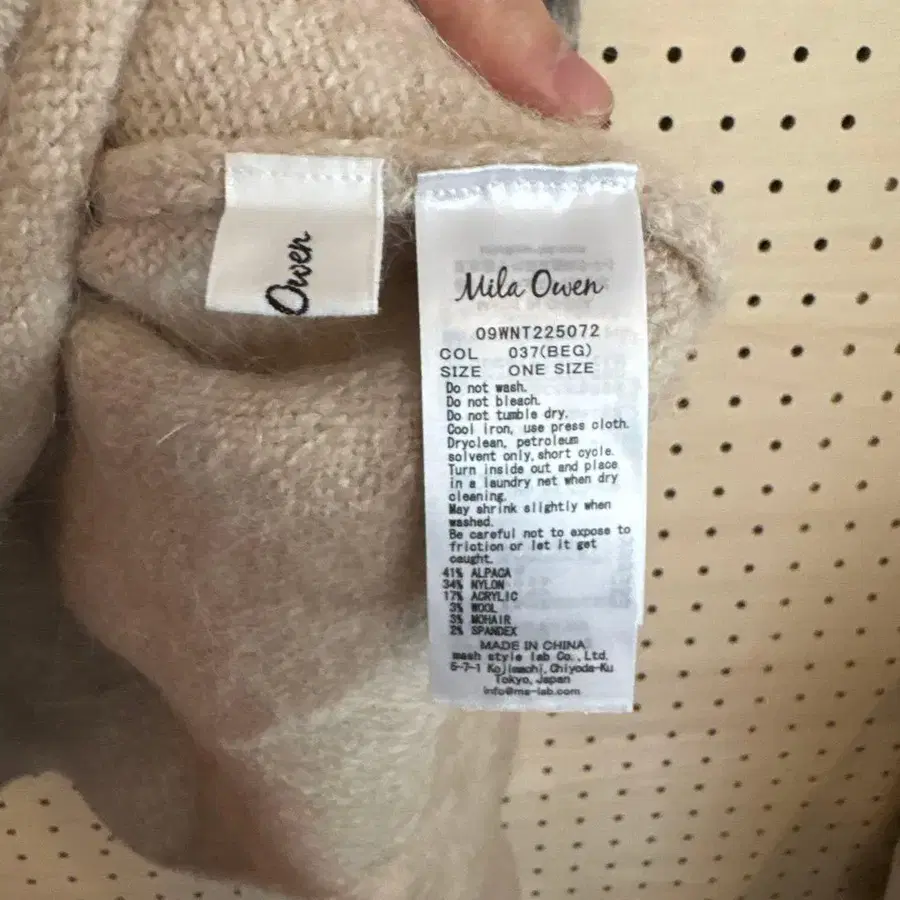 Owen
Mila Owen
09WNT225072
COL 037(BEG)
SIZE ONE SIZE
Do not wash.
Do not bleach.
Do not tumble dry.
Cool iron, use press cloth.
Dryclean, petroleum
solvent only,short cycle.
Turn inside out and place
in a laundry net when dry
cleaning.
May shrink slightly when
washed.
Be careful not to expose to
friction or let it get
caught.
41% ALPACA
34% NYLON
17% ACRYLIC
3% WOOL
3% MOHAIR
2% SPANDEX
MADE IN CHINA
mash style lab Co.,Ltd.
5-7-1 Kojimachi,Chiyoda-Ku
Tokyo,Japan
info@ms-lab.com